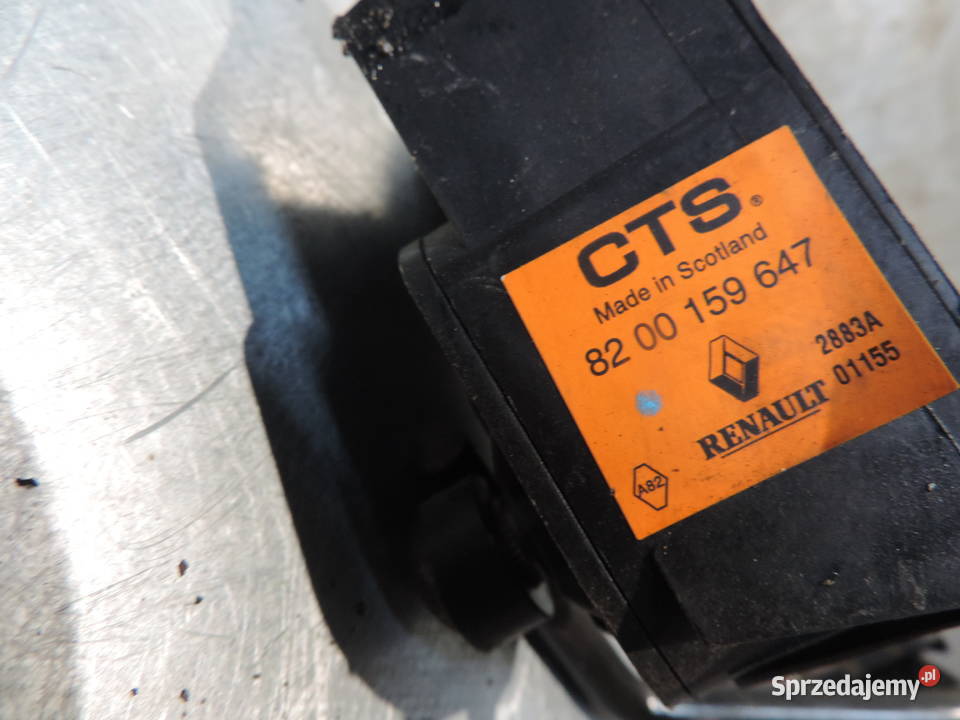 CTS®
Made in Scotland
82 00 159 647
2883A
01155
RENAULT
A82
Sprzedajemy.pl